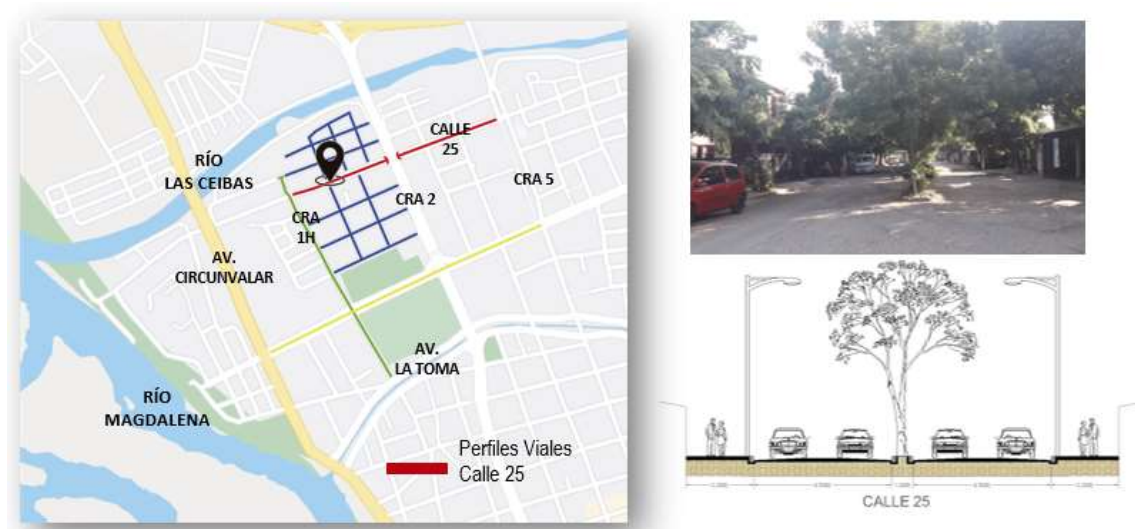 RÍO
LAS CEIBAS
CALLE
25
CRA 5
CRA 2
CRA
1H
AV.
CIRCUNVALAR
AV.
LA TOMA
RÍO
MAGDALENA
Perfiles Viales
Calle 25
CALLE 25